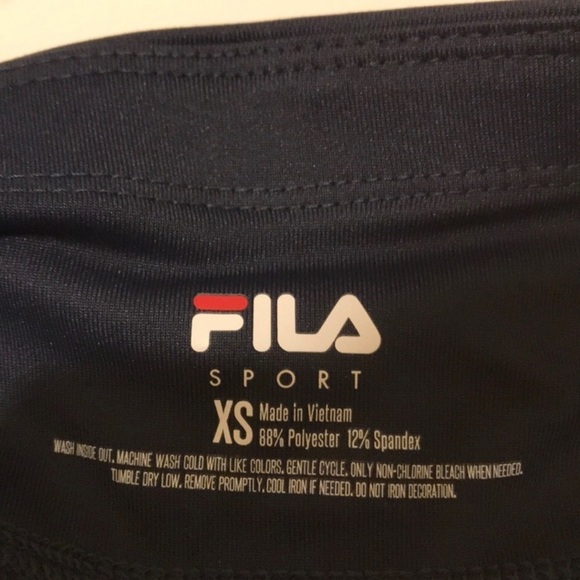 FILA
SPORT
XS Made in Vietnam
88% Polyester 12% Spandex
WASH INSIDE OUT. MACHINE WASH COLD WITH LIKE COLORS. GENTLE CYCLE. ONLY NON-CHLORINE BLEACH WHEN NEEDED.
TUMBLE DRY LOW. REMOVE PROMPTLY. COOL IRON IF NEEDED. DO NOT IRON DECORATION.